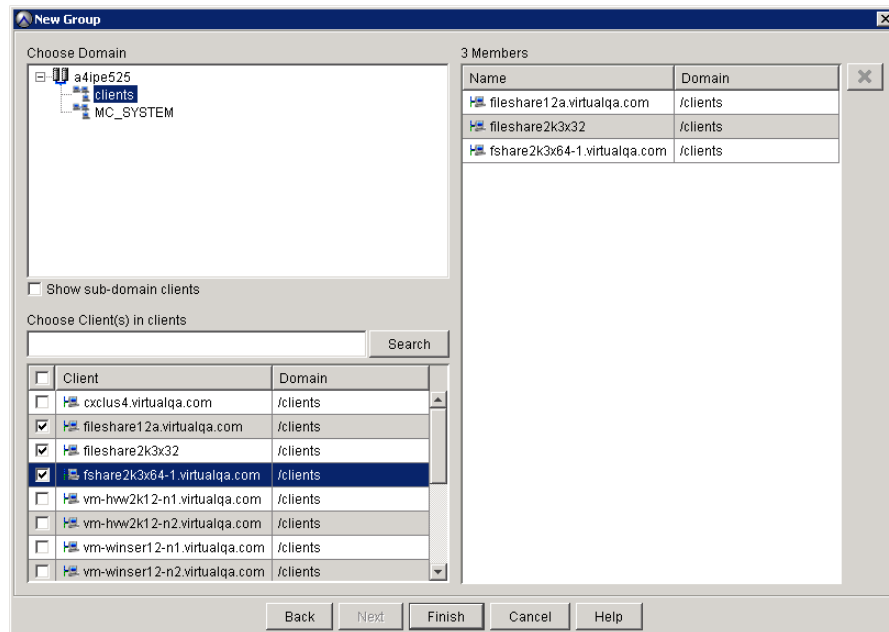 New Group
Choose Domain
a4ipe525
clients
MC_SYSTEM
Show sub-domain clients
Choose Client(s) in clients
Search
Client Domain
cxclus4.virtualqa.com /clients
fileshare12a.virtualqa.com /clients
fileshare2k3x32 /clients
fshare2k3x64-1.virtualqa.com /clients
vm-hvw2k12-n1.virtualqa.com /clients
vm-hvw2k12-n2.virtualqa.com /clients
vm-winser12-n1.virtualqa.com /clients
vm-winser12-n2.virtualqa.com /clients
3 Members
Name Domain
fileshare12a.virtualqa.com /clients
fileshare2k3x32 /clients
fshare2k3x64-1.virtualqa.com /clients
Back Next Finish Cancel Help